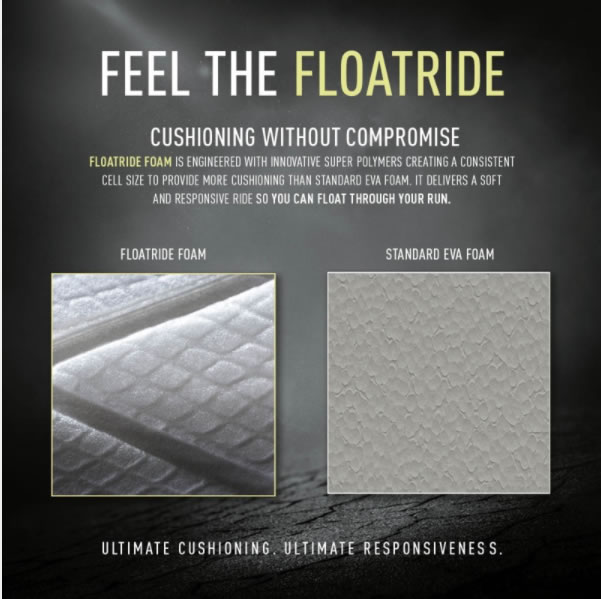 FEEL THE FLOATRIDE
CUSHIONING WITHOUT COMPROMISE
FLOATRIDE FOAM IS ENGINEERED WITH INNOVATIVE SUPER POLYMERS CREATING A CONSISTENT
CELL SIZE TO PROVIDE MORE CUSHIONING THAN STANDARD EVA FOAM. IT DELIVERS A SOFT
AND RESPONSIVE RIDE SO YOU CAN FLOAT THROUGH YOUR RUN.
FLOATRIDE FOAM
STANDARD EVA FOAM
ULTIMATE CUSHIONING. ULTIMATE RESPONSIVENESS.